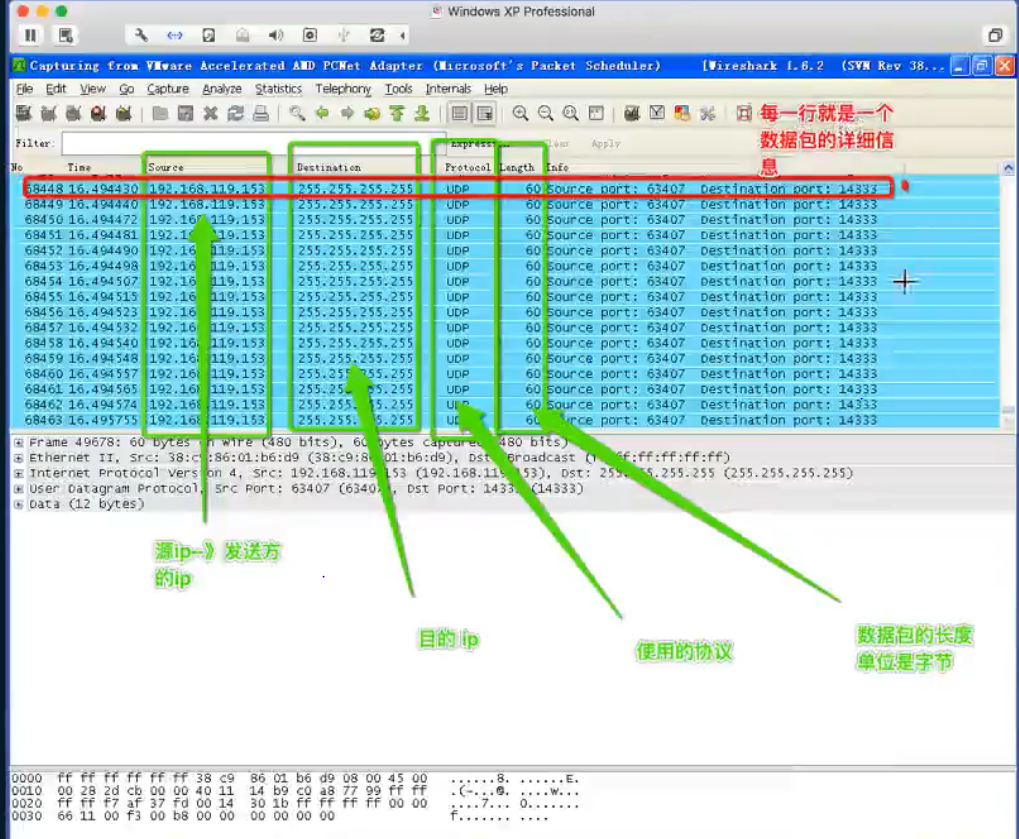 Windows XP Professional
Capturing from VMware Accelerated AMD PCNet Adapter (Microsoft's Packet Scheduler) [Wireshark 1.6.2 (SVN Rev 38...
File Edit View Go Capture Analyze Statistics Telephony Tools Internals Help
每一行就是一个
数据包的详细信
息
Filter: Apply
No Time Source Destination Protocol Length Info
68448 16.494430 192.168.119.153 255.255.255.255 UDP 60 Source port: 63407 Destination port: 14333
68449 16.494440 192.168.119.153 255.255.255.255 UDP 60 Source port: 63407 Destination port: 14333
68450 16.494472 192.168.119.153 255.255.255.255 UDP 60 Source port: 63407 Destination port: 14333
68451 16.494481 192.168.119.153 255.255.255.255 UDP 60 Source port: 63407 Destination port: 14333
68452 16.494490 192.168.119.153 255.255.255.255 UDP 60 Source port: 63407 Destination port: 14333
68453 16.494498 192.168.119.153 255.255.255.255 UDP 60 Source port: 63407 Destination port: 14333
68454 16.494507 192.168.119.153 255.255.255.255 UDP 60 Source port: 63407 Destination port: 14333
68455 16.494515 192.168.119.153 255.255.255.255 UDP 60 Source port: 63407 Destination port: 14333
68456 16.494523 192.168.119.153 255.255.255.255 UDP 60 Source port: 63407 Destination port: 14333
68457 16.494532 192.168.119.153 255.255.255.255 UDP 60 Source port: 63407 Destination port: 14333
68458 16.494540 192.168.119.153 255.255.255.255 UDP 60 Source port: 63407 Destination port: 14333
68459 16.494548 192.168.119.153 255.255.255.255 UDP 60 Source port: 63407 Destination port: 14333
68460 16.494557 192.168.119.153 255.255.255.255 UDP 60 Source port: 63407 Destination port: 14333
68461 16.494565 192.168.119.153 255.255.255.255 UDP 60 Source port: 63407 Destination port: 14333
68462 16.494574 192.168.119.153 255.255.255.255 UDP 60 Source port: 63407 Destination port: 14333
68463 16.495755 192.168.119.153 255.255.255.255 UDP 60 Source port: 63407 Destination port: 14333
Frame 49678: 60 bytes on wire (480 bits), 60 bytes captured (480 bits)
Ethernet II, Src: 38:c9:86:01:b6:d9 (38:c9:86:01:b6:d9), Dst: Broadcast (ff:ff:ff:ff:ff:ff)
Internet Protocol Version 4, Src: 192.168.119.153 (192.168.119.153), Dst: 255.255.255.255 (255.255.255.255)
User Datagram Protocol, Src Port: 63407 (63407), Dst Port: 14333 (14333)
Data (12 bytes)
源ip--》发送方
的ip
目的 ip
使用的协议
数据包的长度
单位是字节
0000 ff ff ff ff ff ff 38 c9 86 01 b6 d9 08 00 45 00 ......8. ......E.
0010 00 28 2d cb 00 00 40 11 14 b9 c0 a8 77 99 ff ff .(-...@. ....w...
0020 ff ff f7 af 37 fd 00 14 30 1b ff ff ff ff 00 00 ....7... 0.......
0030 66 11 00 f3 00 b8 00 00 00 00 00 00 f....... ....